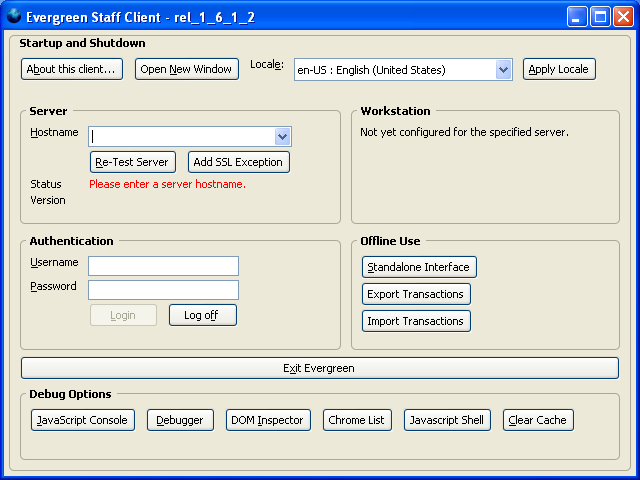 Evergreen Staff Client - rel_1_6_1_2
Startup and Shutdown
About this client... Open New Window Locale: en-US : English (United States) Apply Locale
Server
Hostname
Re-Test Server Add SSL Exception
Status Please enter a server hostname.
Version
Workstation
Not yet configured for the specified server.
Authentication
Username
Password
Login Log off
Offline Use
Standalone Interface
Export Transactions
Import Transactions
Exit Evergreen
Debug Options
JavaScript Console Debugger DOM Inspector Chrome List Javascript Shell Clear Cache